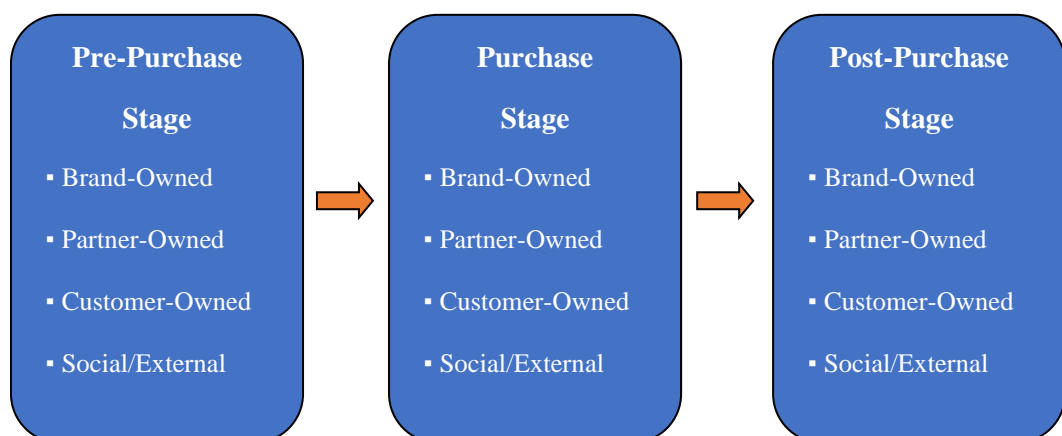 Pre-Purchase
Stage
▪ Brand-Owned
▪ Partner-Owned
▪ Customer-Owned
▪ Social/External
Purchase
Stage
▪ Brand-Owned
▪ Partner-Owned
▪ Customer-Owned
▪ Social/External
Post-Purchase
Stage
▪ Brand-Owned
▪ Partner-Owned
▪ Customer-Owned
▪ Social/External